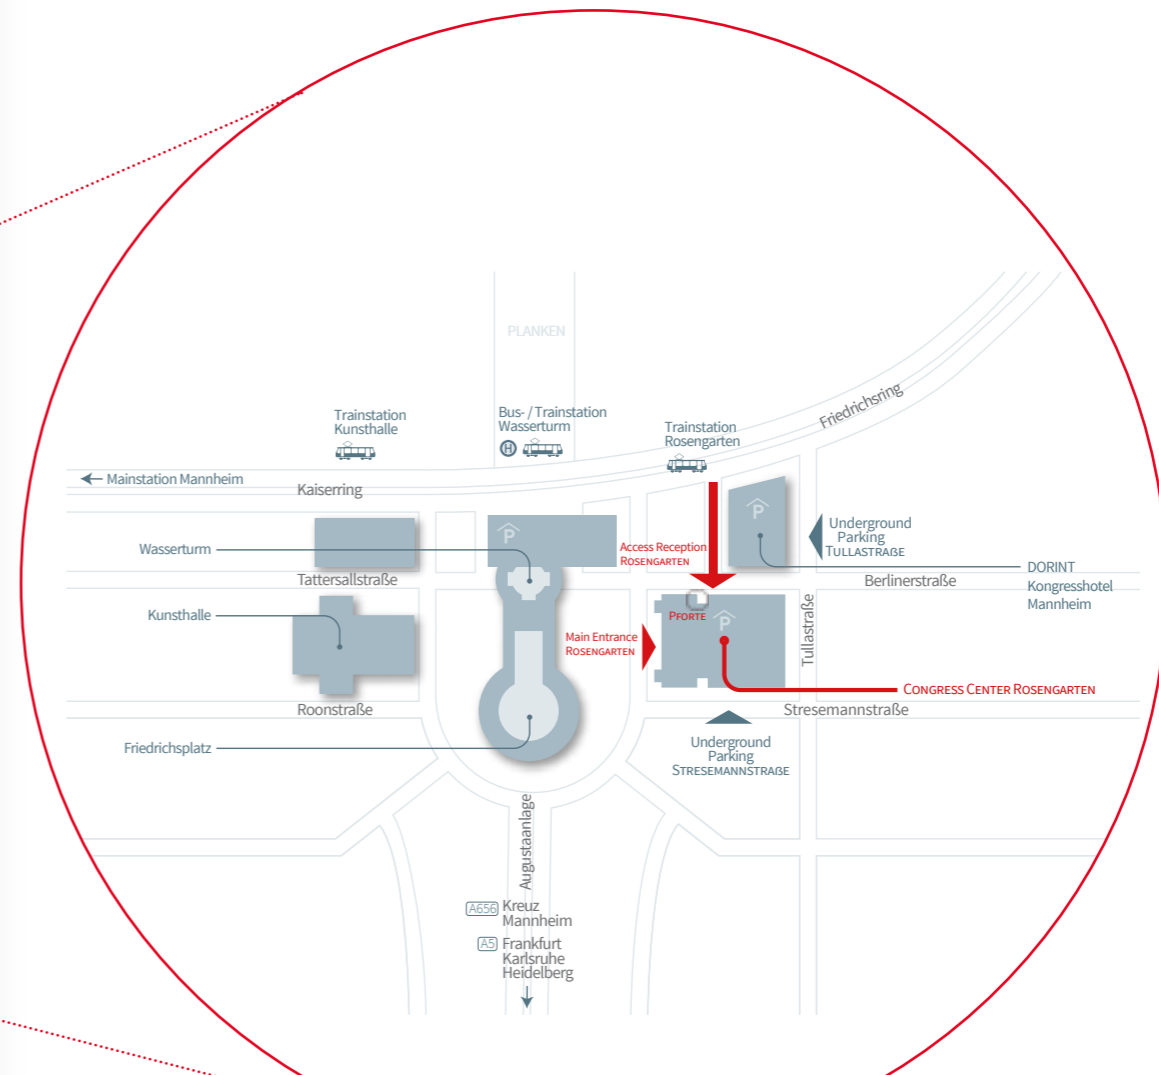 PLANKEN
Friedrichsring
Trainstation
Kunsthalle
Bus- / Trainstation
Wasserturm
H
Trainstation
Rosengarten
Mainstation Mannheim
Kaiserring
P
P
Underground
Parking
TULLASTRAßE
Wasserturm
Access Reception
ROSENGARTEN
DORINT
Kongresshotel
Mannheim
Tattersallstraße
Berlinerstraße
Kunsthalle
PFORTE
P
Tullastraße
Main Entrance
ROSENGARTEN
CONGRESS CENTER ROSENGARTEN
Roonstraße
Stresemannstraße
Friedrichsplatz
Underground
Parking
STRESEMANNSTRAßE
Augustaanlage
A656 Kreuz
Mannheim
A5 Frankfurt
Karlsruhe
Heidelberg